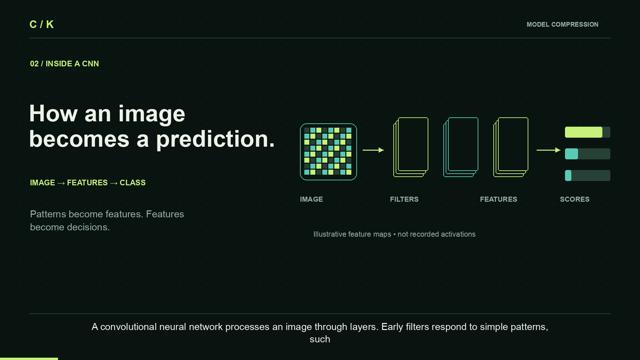 C / K
MODEL COMPRESSION
02 / INSIDE A CNN
How an image
becomes a prediction.
IMAGE → FEATURES → CLASS
Patterns become features. Features
become decisions.
IMAGE
FILTERS
FEATURES
SCORES
Illustrative feature maps • not recorded activations
A convolutional neural network processes an image through layers. Early filters respond to simple patterns,
such